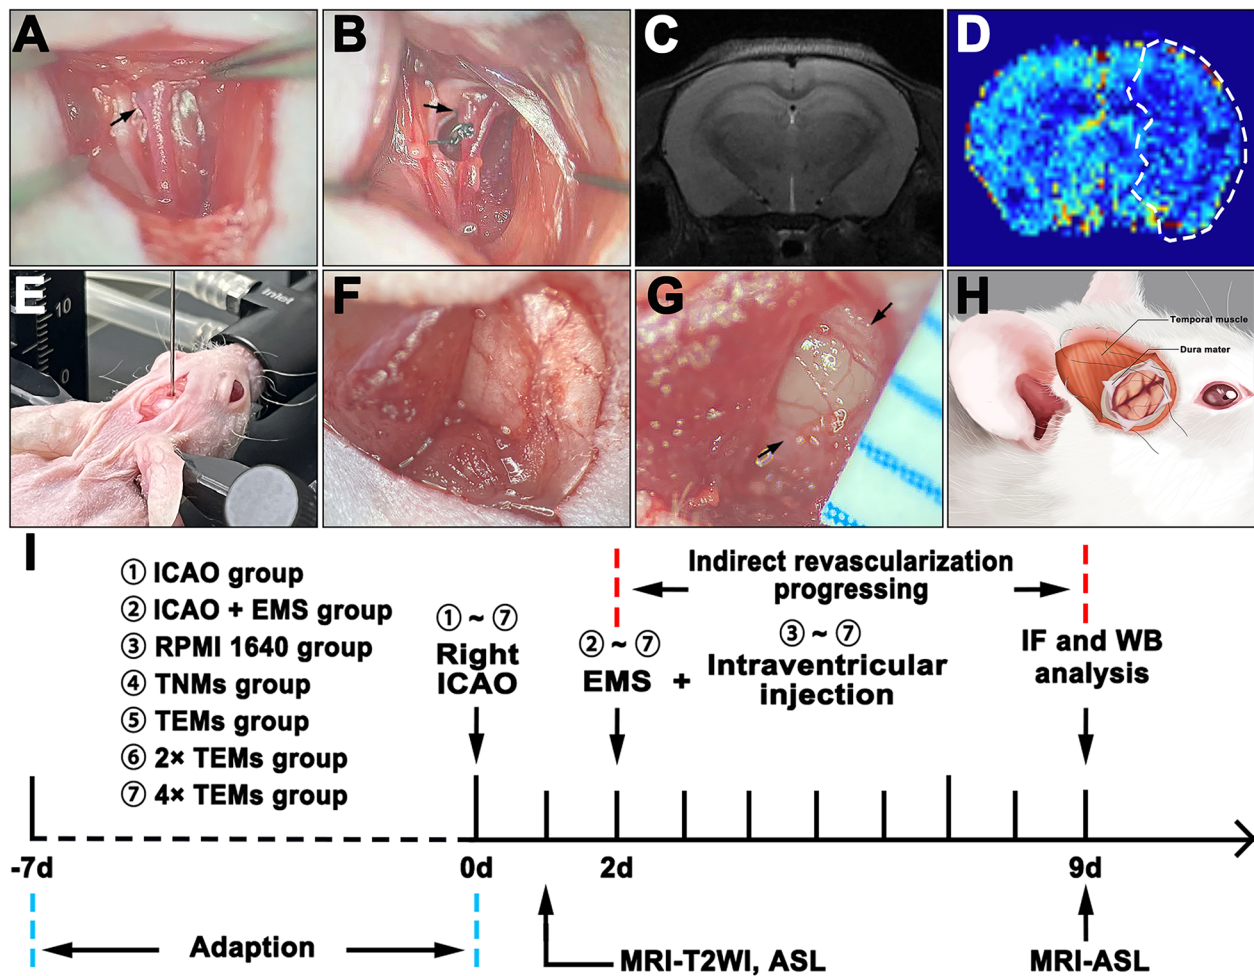 A
B
C
D
E
10
0
intel
F
G
H
Temporal muscle
Dura mater
I
① ICAO group
② ICAO + EMS group
③ RPMI 1640 group
④ TNMs group
⑤ TEMs group
⑥ 2× TEMs group
⑦ 4× TEMs group
① ~ ⑦
Right
ICAO
② ~ ⑦
EMS
+
③ ~ ⑦
Intraventricular
injection
Indirect revascularization
progressing
IF and WB
analysis
-7d
0d
2d
9d
Adaption
MRI-T2WI, ASL
MRI-ASL